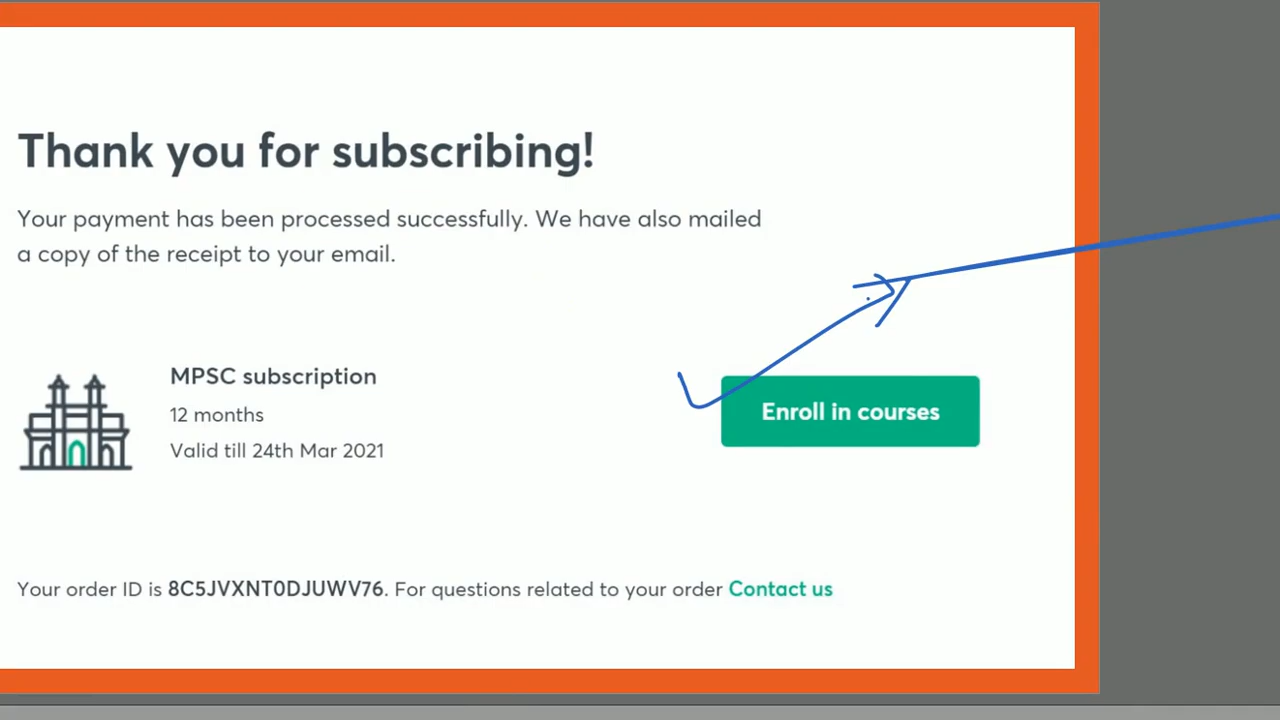 Thank you for subscribing!
Your payment has been processed successfully. We have also mailed
a copy of the receipt to your email.
MPSC subscription
12 months
Valid till 24th Mar 2021
Enroll in courses
Your order ID is 8C5JVXNT0DJUWV76. For questions related to your order Contact us